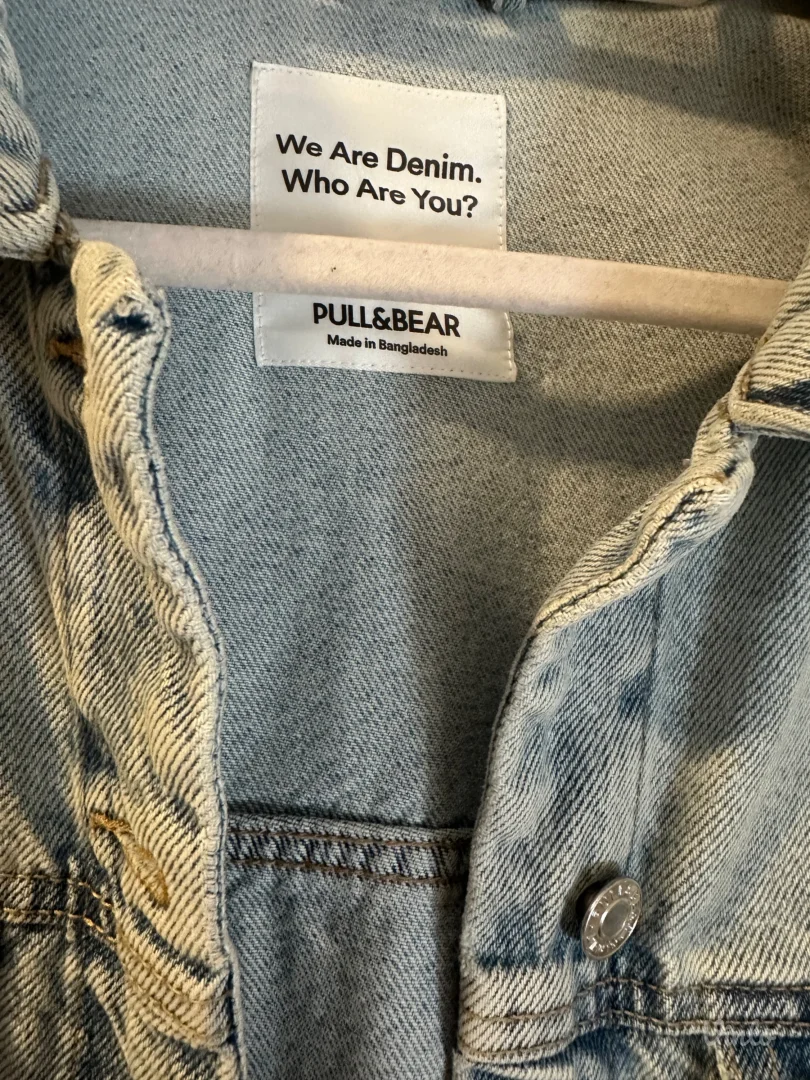 We Are Denim.
Who Are You?
PULL&BEAR
Made in Bangladesh